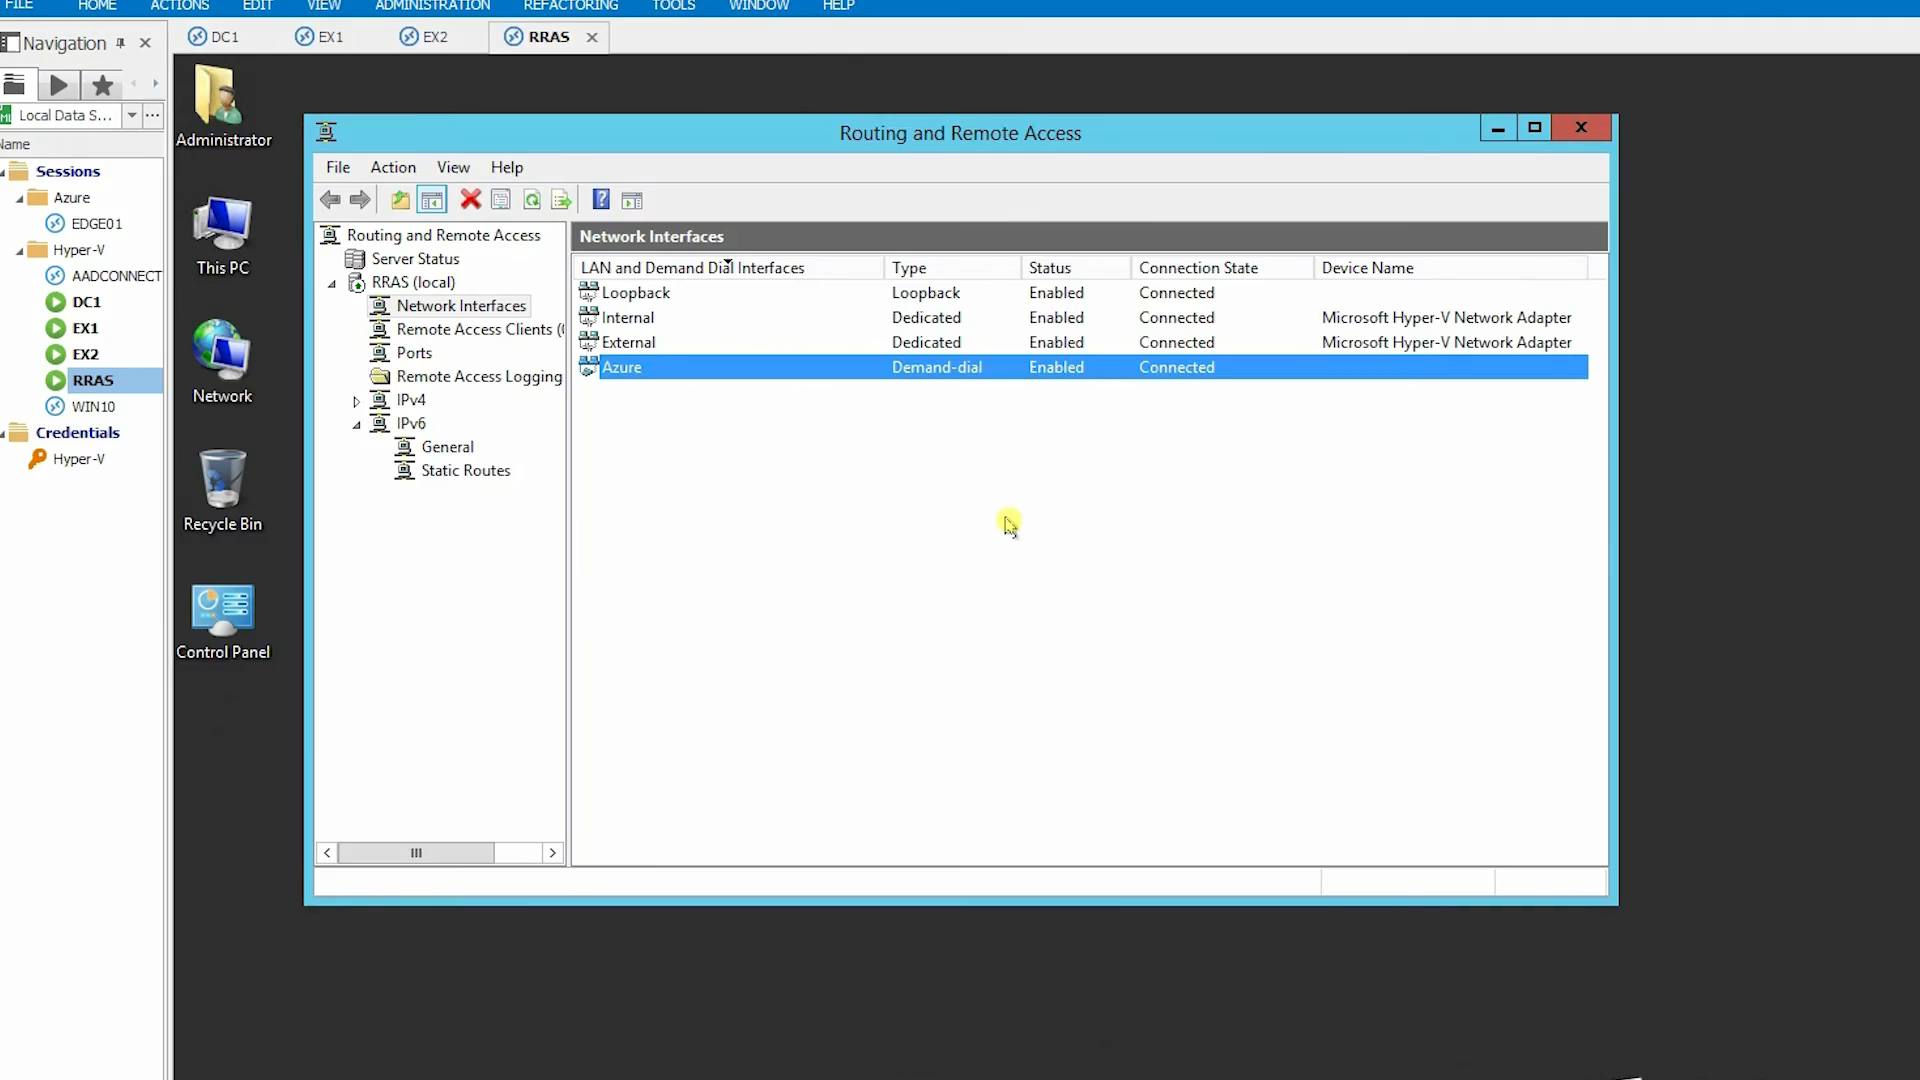 FILE HOME ACTIONS EDIT VIEW ADMINISTRATION REFACTORING TOOLS WINDOW HELP
Navigation
DC1 EX1 EX2 RRAS
Local Data S...
Name
Sessions
Azure
EDGE01
Hyper-V
AADCONNECT
DC1
EX1
EX2
RRAS
WIN10
Credentials
Hyper-V
Administrator
This PC
Network
Recycle Bin
Control Panel
Routing and Remote Access
File Action View Help
Routing and Remote Access
Server Status
RRAS (local)
Network Interfaces
Remote Access Clients (
Ports
Remote Access Logging
IPv4
IPv6
General
Static Routes
Network Interfaces
LAN and Demand Dial Interfaces Type Status Connection State Device Name
Loopback Loopback Enabled Connected
Internal Dedicated Enabled Connected Microsoft Hyper-V Network Adapter
External Dedicated Enabled Connected Microsoft Hyper-V Network Adapter
Azure Demand-dial Enabled Connected